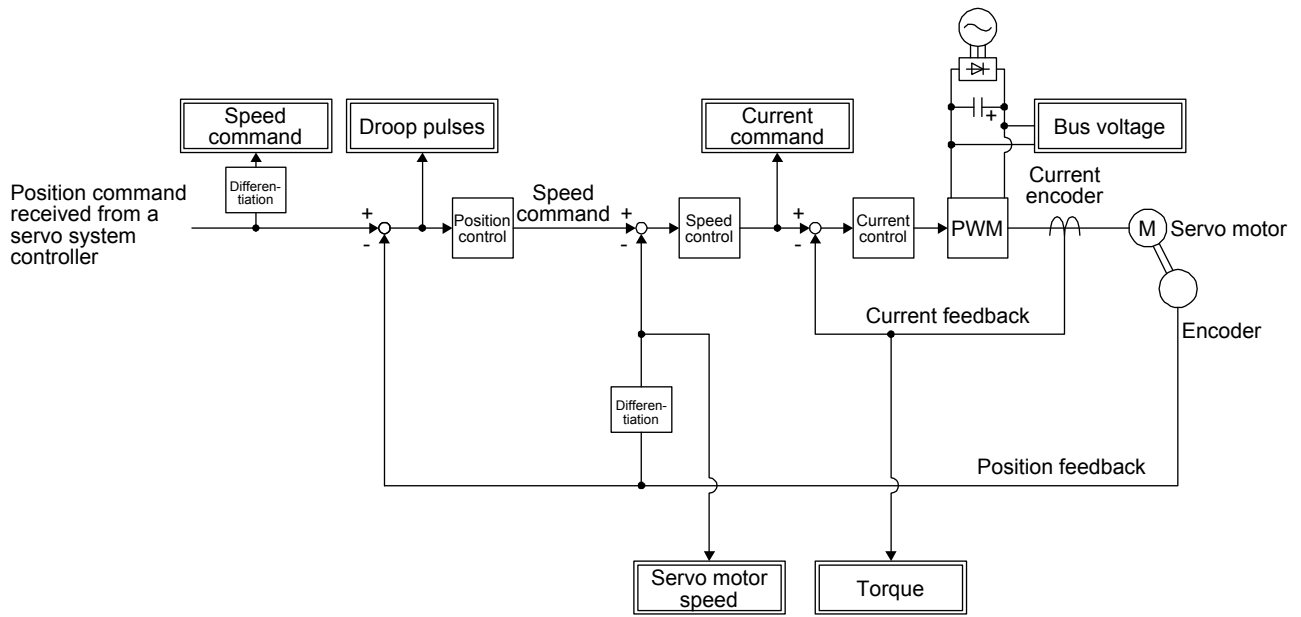 Speed
command
Droop pulses
Current
command
Bus voltage
+
Current
encoder
Differen-
tiation
Position command
received from a
servo system
controller
+
-
Position
control
Speed
command
+
-
Speed
control
+
-
Current
control
PWM
M
Servo motor
Current feedback
Encoder
Differen-
tiation
Position feedback
Servo motor
speed
Torque